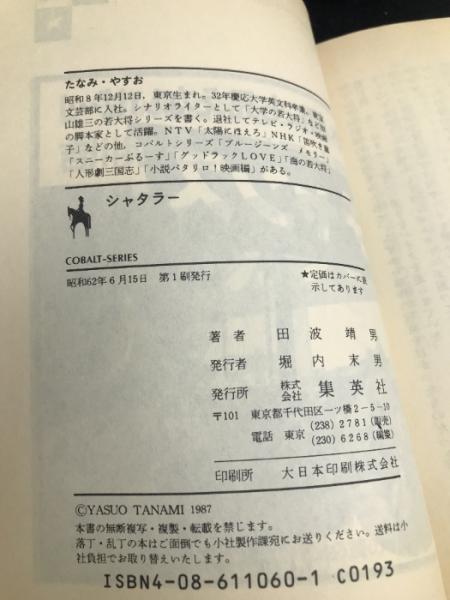 たなみ・やすお
昭和8年12月12日，東京生まれ。32年慶応大学英文科卒業。
文芸部に入社。シナリオライターとして「大学の若大将」など加
山雄三の若大将シリーズを書く。退社してテレビ・ラジオ・映画
の脚本家として活躍。NTV「太陽にほえろ」NHK
子」などの他，コバルトシリーズ「ブルージーンズ メモリー」
「スニーカーぶるーす」「グッドラックLOVE」「海の若大将」
「人形劇三国志」「小説パタリロ！映画編」がある。
シャタラー
COBALT-SERIES
昭和62年6月15日 第1刷発行
★定価はカバーに表
示してあります
著者 田波靖男
発行者 堀内末男
発行所 株式会社 集英社
〒101 東京都千代田区一ツ橋2-5-10
電話 東京 (238)2781(販売)
(230)6268(編集)
印刷所 大日本印刷株式会社
©YASUO TANAMI 1987
本書の無断複写・複製・転載を禁じます。
落丁・乱丁の本はご面倒でも小社製作課宛にお送りください。送料は小
社負担でお取り替えいたします。
ISBN4-08-611060-1 C0193